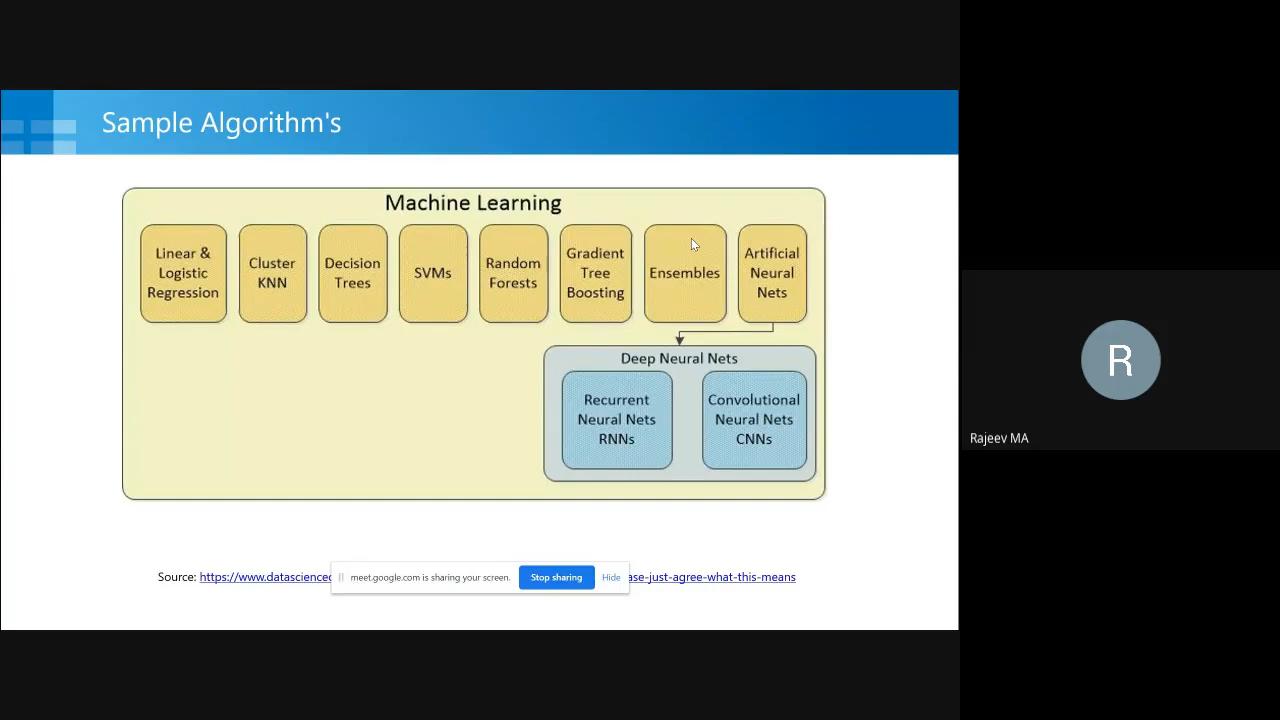 Sample Algorithm's
Machine Learning
Linear &
Logistic
Regression
Cluster
KNN
Decision
Trees
SVMs
Random
Forests
Gradient
Tree
Boosting
Ensembles
Artificial
Neural
Nets
Deep Neural Nets
Recurrent
Neural Nets
RNNs
Convolutional
Neural Nets
CNNs
R
Rajeev MA
Source: https://www.datasciencec
ase-just-agree-what-this-means
meet.google.com is sharing your screen. Stop sharing Hide